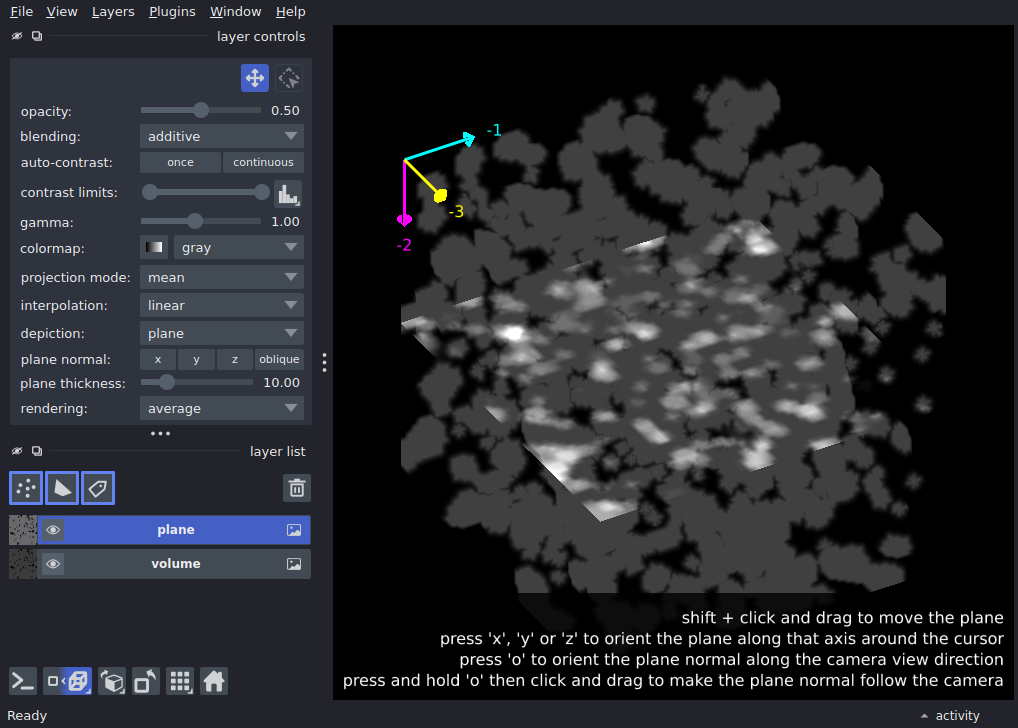 File View Layers Plugins Window Help
layer controls
opacity: 0.50
blending: additive
auto-contrast: once continuous
contrast limits:
gamma: 1.00
colormap: gray
projection mode: mean
interpolation: linear
depiction: plane
plane normal: x y z oblique
plane thickness: 10.00
rendering: average
layer list
plane
volume
Ready
-1
-3
-2
shift + click and drag to move the plane
press 'x', 'y' or 'z' to orient the plane along that axis around the cursor
press 'o' to orient the plane normal along the camera view direction
press and hold 'o' then click and drag to make the plane normal follow the camera
activity